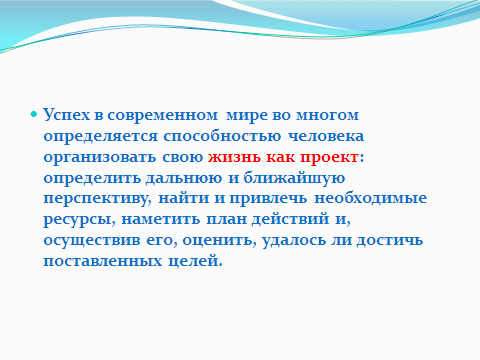 Успех в современном мире во многом
определяется способностью человека
организовать свою жизнь как проект:
определить дальнюю и ближайшую
перспективу, найти и привлечь необходимые
ресурсы, наметить план действий и,
осуществив его, оценить, удалось ли достичь
поставленных целей.